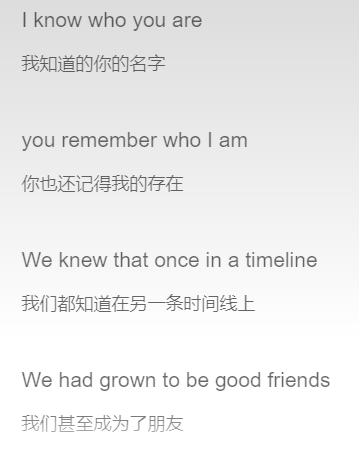 I know who you are
我知道的你的名字
you remember who I am
你也还记得我的存在
We knew that once in a timeline
我们都知道在另一条时间线上
We had grown to be good friends
我们甚至成为了朋友